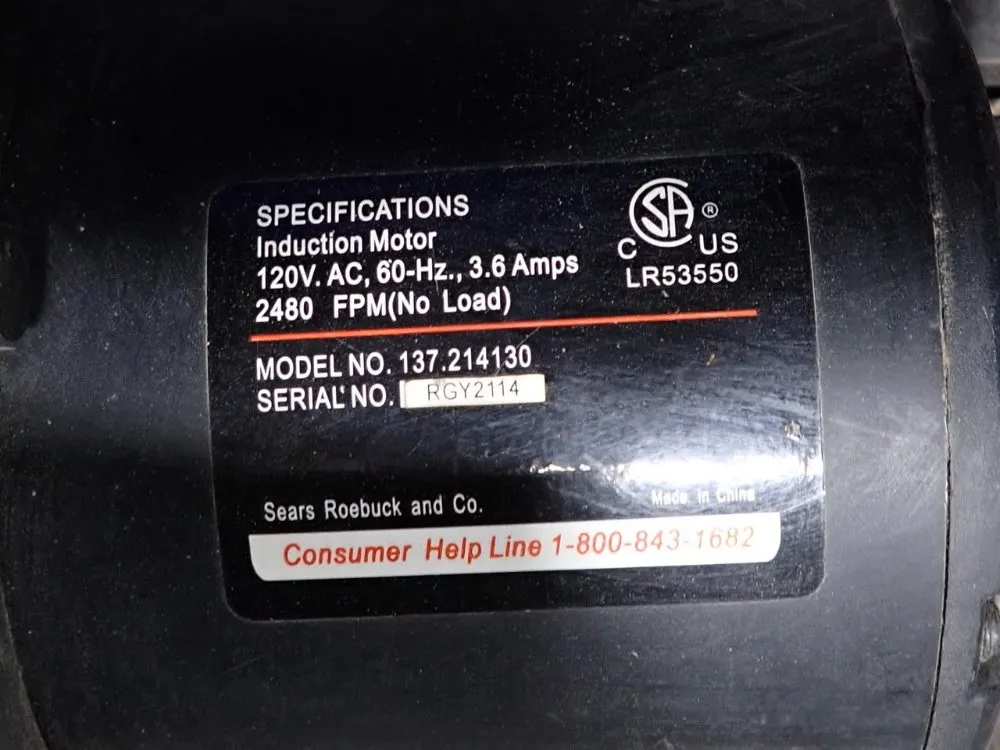 SPECIFICATIONS
Induction Motor
120V. AC, 60-Hz., 3.6 Amps
2480 FPM(No Load)
SA ®
C US
LR53550
MODEL NO. 137.214130
SERIAL NO. RGY2114
Sears Roebuck and Co.
Made in China
Consumer Help Line 1-800-843-1682